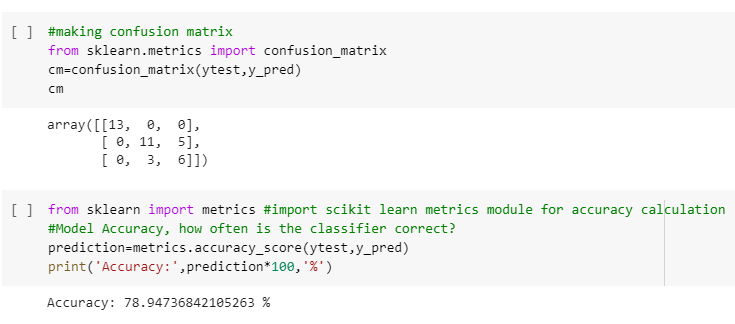 [ ] #making confusion matrix
from sklearn.metrics import confusion_matrix
cm=confusion_matrix(ytest,y_pred)
cm
array([[13,  0,  0],
       [ 0, 11,  5],
       [ 0,  3,  6]])
[ ] from sklearn import metrics #import scikit learn metrics module for accuracy calculation
#Model Accuracy, how often is the classifier correct?
prediction=metrics.accuracy_score(ytest,y_pred)
print('Accuracy:',prediction*100,'%')
Accuracy: 78.94736842105263 %